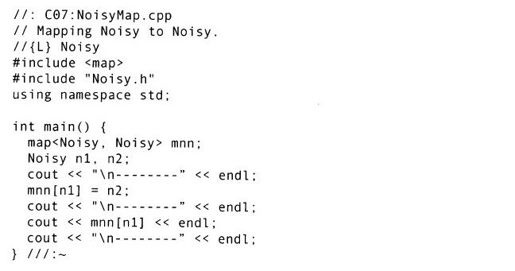 //: C07:NoisyMap.cpp
// Mapping Noisy to Noisy.
//{L} Noisy
#include <map>
#include "Noisy.h"
using namespace std;

int main() {
  map<Noisy, Noisy> mnn;
  Noisy n1, n2;
  cout << "\n--------" << endl;
  mnn[n1] = n2;
  cout << "\n--------" << endl;
  cout << mnn[n1] << endl;
  cout << "\n--------" << endl;
} ///:~